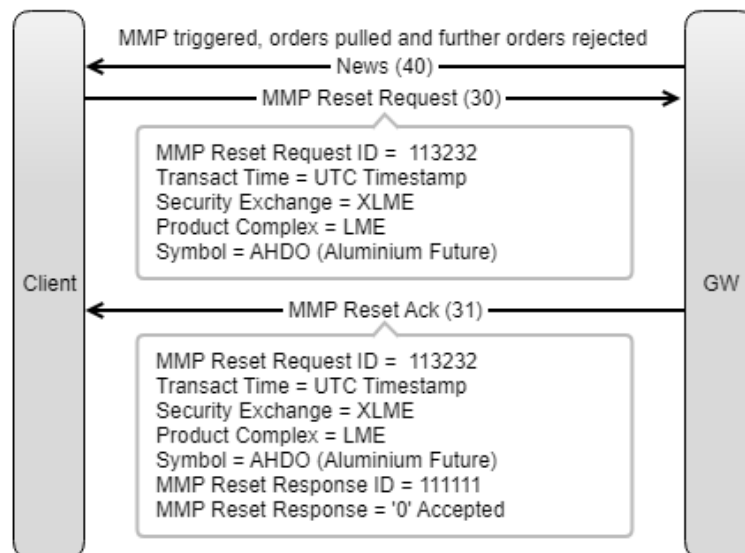 MMP triggered, orders pulled and further orders rejected
News (40)
MMP Reset Request (30)
MMP Reset Request ID =  113232
Transact Time = UTC Timestamp
Security Exchange = XLME
Product Complex = LME
Symbol = AHDO (Aluminium Future)
Client
GW
MMP Reset Ack (31)
MMP Reset Request ID =  113232
Transact Time = UTC Timestamp
Security Exchange = XLME
Product Complex = LME
Symbol = AHDO (Aluminium Future)
MMP Reset Response ID = 111111
MMP Reset Response = '0' Accepted